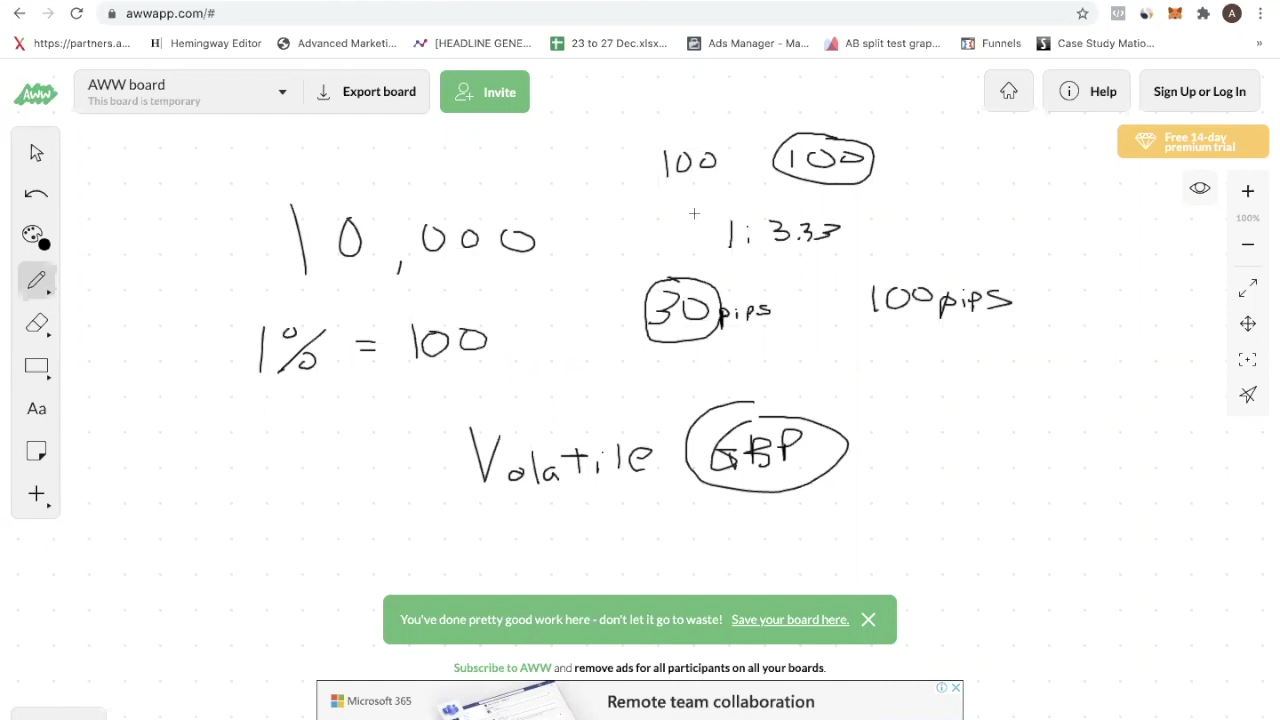 awwapp.com/#
https://partners.a...
Hemingway Editor
Advanced Marketi...
[HEADLINE GENE...
23 to 27 Dec.xlsx...
Ads Manager - Ma...
AB split test grap...
Funnels
Case Study Matio...
»
A
AWW
AWW board
This board is temporary
Export board
Invite
Help
Sign Up or Log In
Free 14-day
premium trial
100%
Aa
100 100
10,000
1 : 3.33
30pips 100pips
1% = 100
Volatile GBP
You've done pretty good work here - don't let it go to waste! Save your board here.
Subscribe to AWW and remove ads for all participants on all your boards.
Microsoft 365
Remote team collaboration